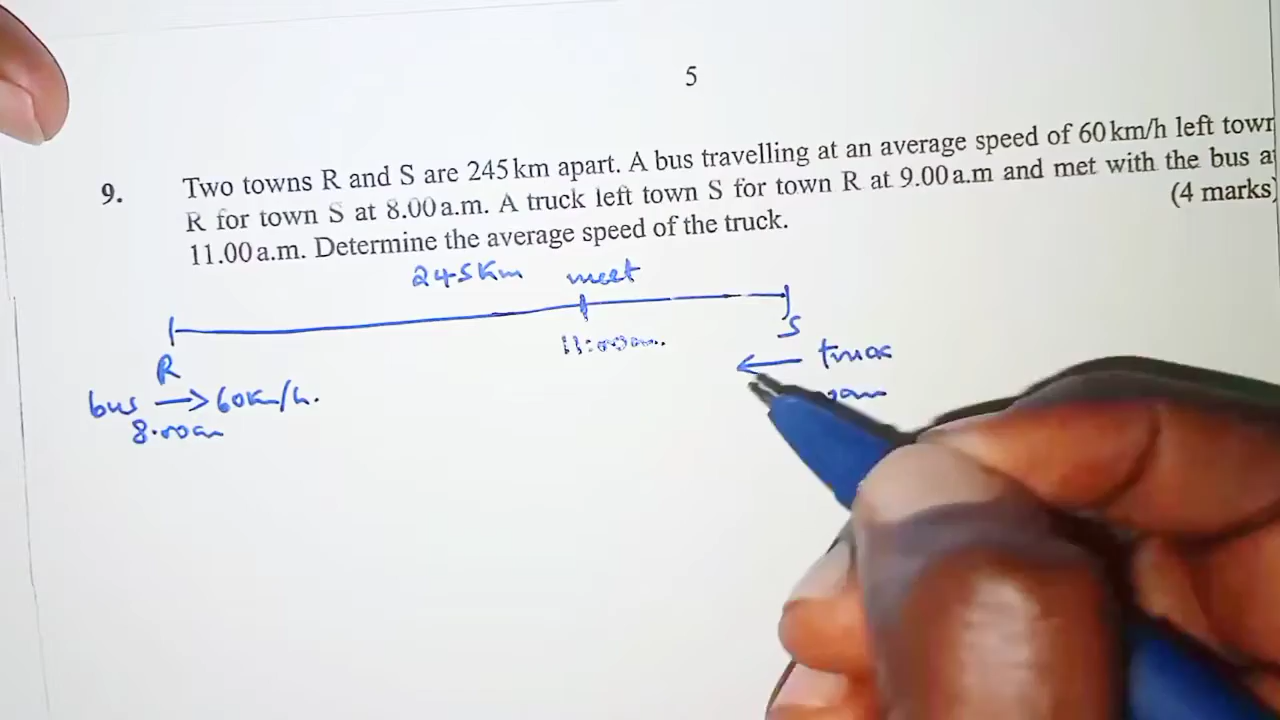 5
9. Two towns R and S are 245 km apart. A bus travelling at an average speed of 60 km/h left town
R for town S at 8.00 a.m. A truck left town S for town R at 9.00 a.m and met with the bus a
11.00 a.m. Determine the average speed of the truck. (4 marks)
245km meet
11:00am.
R S
bus → 60km/h. ← truck
8.00am